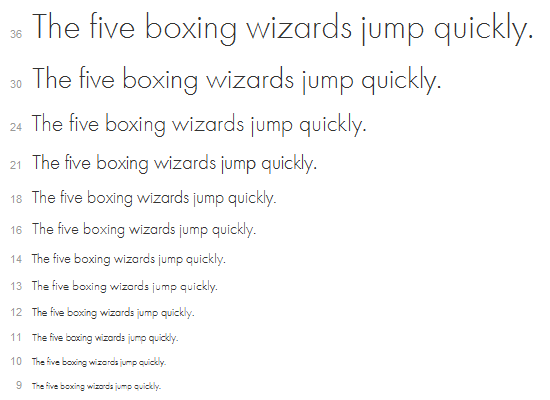 36 The five boxing wizards jump quickly.
30 The five boxing wizards jump quickly.
24 The five boxing wizards jump quickly.
21 The five boxing wizards jump quickly.
18 The five boxing wizards jump quickly.
16 The five boxing wizards jump quickly.
14 The five boxing wizards jump quickly.
13 The five boxing wizards jump quickly.
12 The five boxing wizards jump quickly.
11 The five boxing wizards jump quickly.
10 The five boxing wizards jump quickly.
9 The five boxing wizards jump quickly.